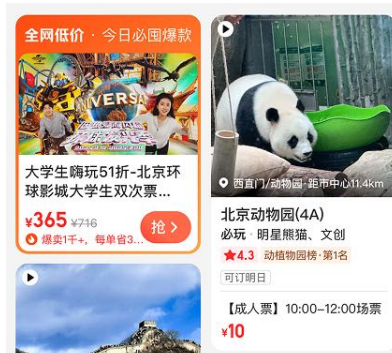 全网低价 · 今日必囤爆款
UNIVERSAL
大学生嗨玩51折-北京环
球影城大学生双次票...
¥365 ¥716
抢
爆卖1千+，每单省3...
西直门/动物园·距市中心11.4km
北京动物园(4A)
必玩·明星熊猫、文创
4.3 动植物园榜·第1名
可订明日
【成人票】10:00-12:00场票
¥10